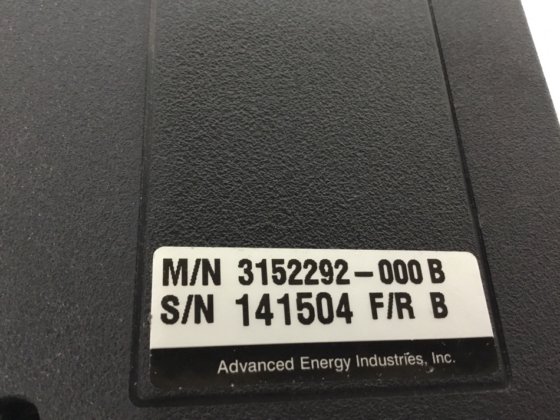 M/N 3152292-000 B
S/N 141504 F/R B
Advanced Energy Industries, Inc.